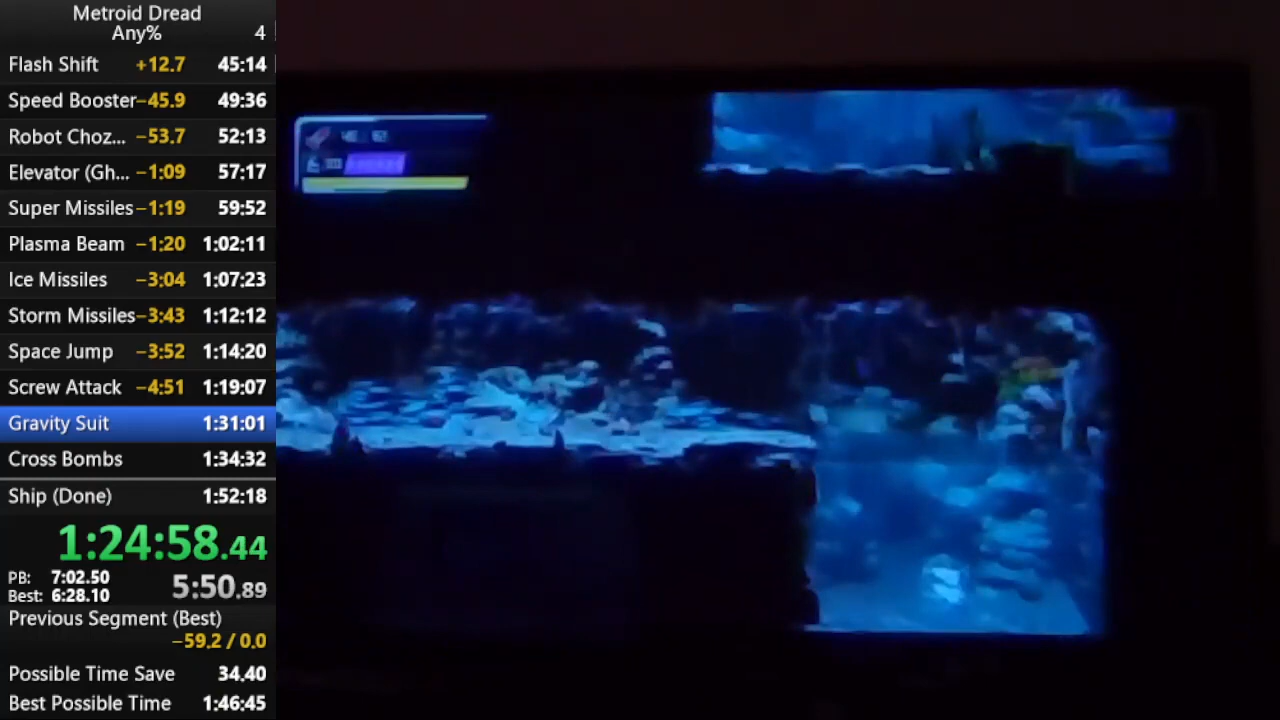 Metroid Dread
Any%
4
Flash Shift +12.7 45:14
Speed Booster −45.9 49:36
Robot Choz... −53.7 52:13
Elevator (Gh... −1:09 57:17
Super Missiles −1:19 59:52
Plasma Beam −1:20 1:02:11
Ice Missiles −3:04 1:07:23
Storm Missiles −3:43 1:12:12
Space Jump −3:52 1:14:20
Screw Attack −4:51 1:19:07
Gravity Suit 1:31:01
Cross Bombs 1:34:32
Ship (Done) 1:52:18
1:24:58.44
PB: 7:02.50
Best: 6:28.10
5:50.89
Previous Segment (Best)
−59.2 / 0.0
Possible Time Save 34.40
Best Possible Time 1:46:45